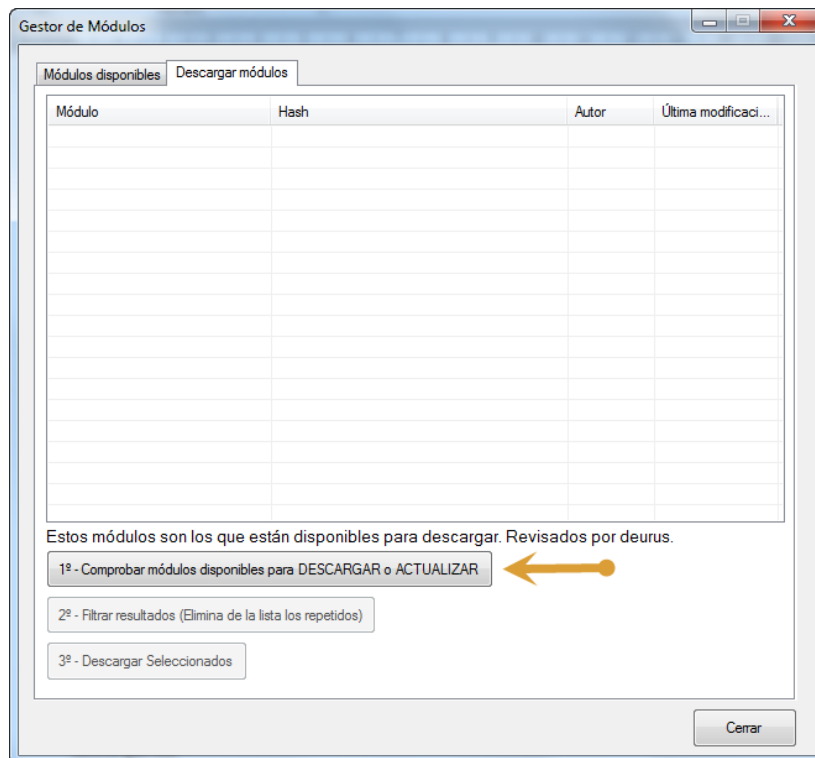 Gestor de Módulos
Módulos disponibles
Descargar módulos
Módulo Hash Autor Última modificaci...
Estos módulos son los que están disponibles para descargar. Revisados por deurus.
1º - Comprobar módulos disponibles para DESCARGAR o ACTUALIZAR
2º - Filtrar resultados (Elimina de la lista los repetidos)
3º - Descargar Seleccionados
Cerrar